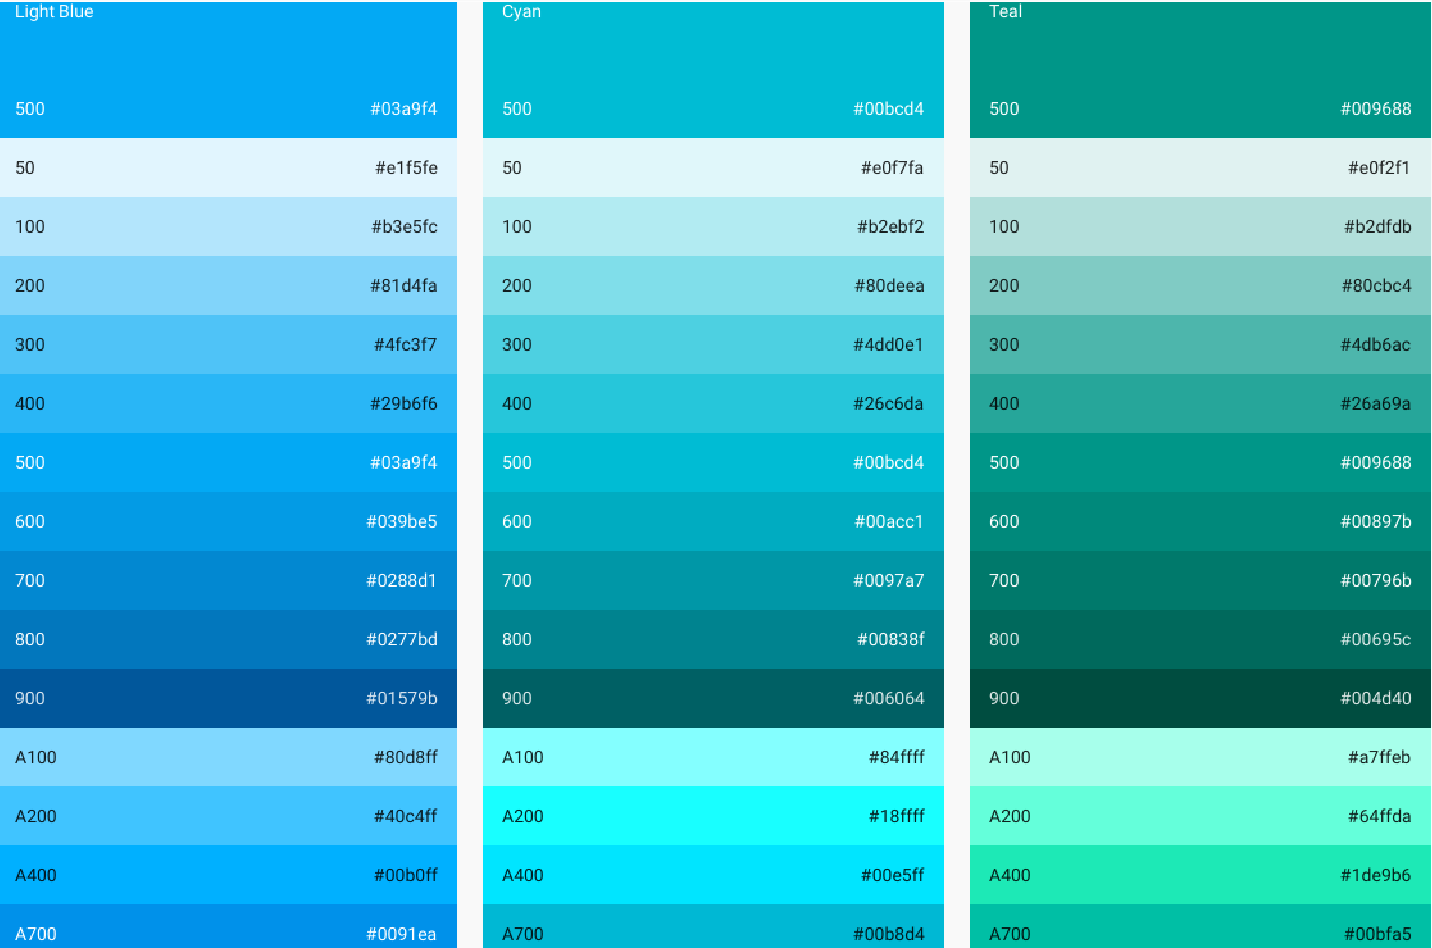 Light Blue
500 #03a9f4
50 #e1f5fe
100 #b3e5fc
200 #81d4fa
300 #4fc3f7
400 #29b6f6
500 #03a9f4
600 #039be5
700 #0288d1
800 #0277bd
900 #01579b
A100 #80d8ff
A200 #40c4ff
A400 #00b0ff
A700 #0091ea
Cyan
500 #00bcd4
50 #e0f7fa
100 #b2ebf2
200 #80deea
300 #4dd0e1
400 #26c6da
500 #00bcd4
600 #00acc1
700 #0097a7
800 #00838f
900 #006064
A100 #84ffff
A200 #18ffff
A400 #00e5ff
A700 #00b8d4
Teal
500 #009688
50 #e0f2f1
100 #b2dfdb
200 #80cbc4
300 #4db6ac
400 #26a69a
500 #009688
600 #00897b
700 #00796b
800 #00695c
900 #004d40
A100 #a7ffeb
A200 #64ffda
A400 #1de9b6
A700 #00bfa5